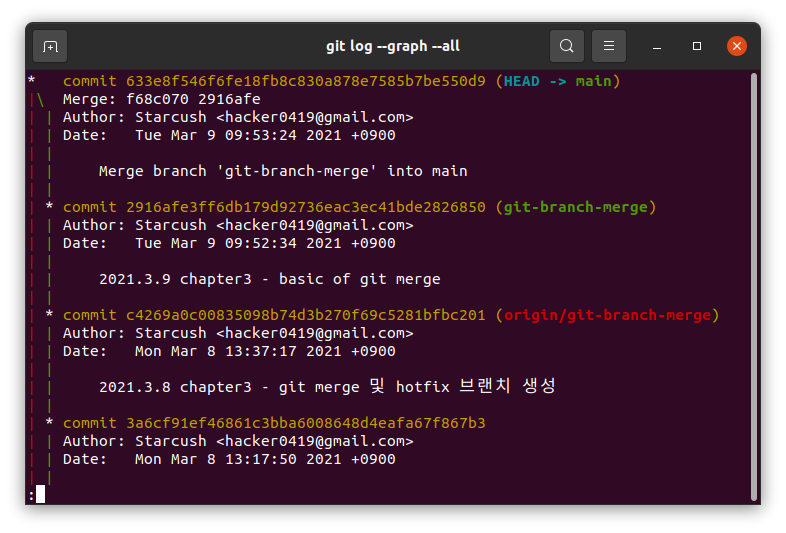 git log --graph --all
*   commit 633e8f546f6fe18fb8c830a878e7585b7be550d9 (HEAD -> main)
|\  Merge: f68c070 2916afe
| | Author: Starcush <hacker0419@gmail.com>
| | Date:   Tue Mar 9 09:53:24 2021 +0900
| |
| |     Merge branch 'git-branch-merge' into main
| |
| * commit 2916afe3ff6db179d92736eac3ec41bde2826850 (git-branch-merge)
| | Author: Starcush <hacker0419@gmail.com>
| | Date:   Tue Mar 9 09:52:34 2021 +0900
| |
| |     2021.3.9 chapter3 - basic of git merge
| |
| * commit c4269a0c00835098b74d3b270f69c5281bfbc201 (origin/git-branch-merge)
| | Author: Starcush <hacker0419@gmail.com>
| | Date:   Mon Mar 8 13:37:17 2021 +0900
| |
| |     2021.3.8 chapter3 - git merge 및 hotfix 브랜치 생성
| |
| * commit 3a6cf91ef46861c3bba6008648d4eafa67f867b3
| | Author: Starcush <hacker0419@gmail.com>
| | Date:   Mon Mar 8 13:17:50 2021 +0900
| |
: